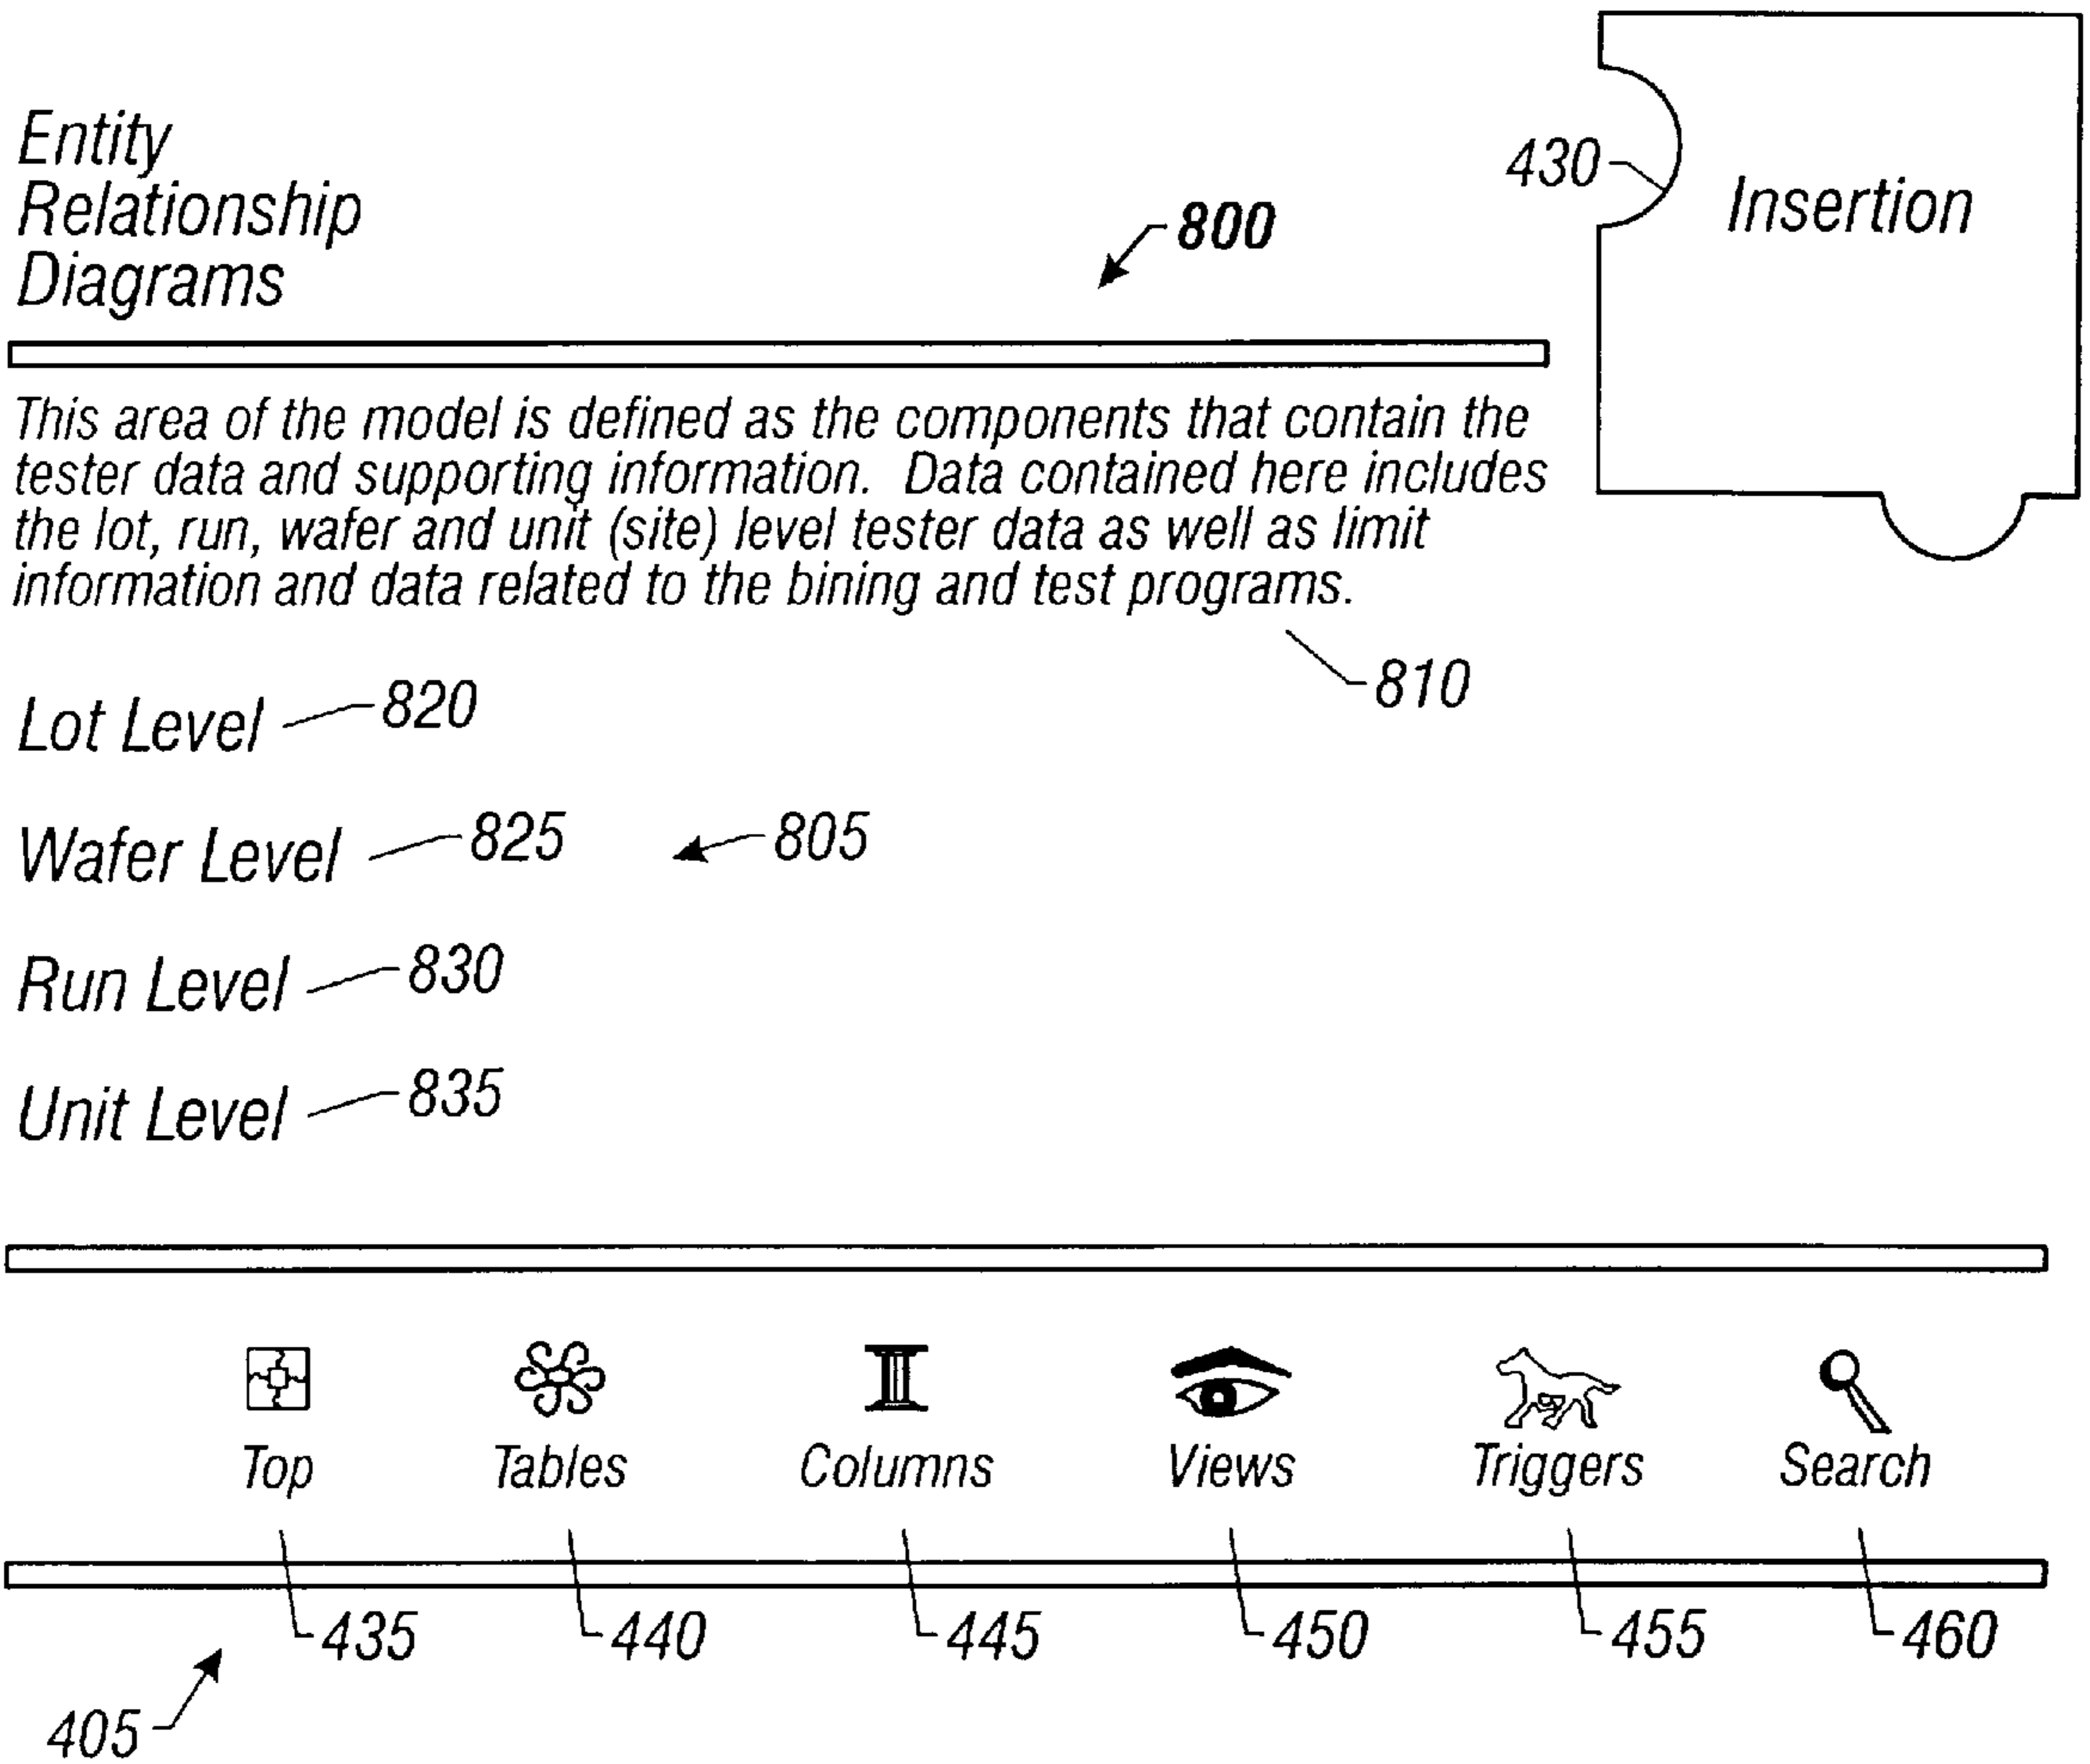 Entity
Relationship
Diagrams
800
430
Insertion
This area of the model is defined as the components that contain the
tester data and supporting information. Data contained here includes
the lot, run, wafer and unit (site) level tester data as well as limit
information and data related to the bining and test programs.
810
Lot Level 820
Wafer Level 825 805
Run Level 830
Unit Level 835
Top Tables Columns Views Triggers Search
435 440 445 450 455 460
405